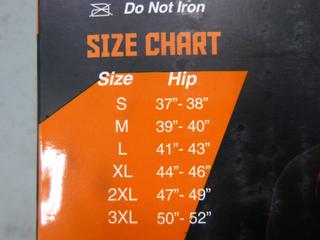 Do Not Iron
SIZE CHART
Size Hip
S 37"- 38"
M 39"- 40"
L 41"- 43"
XL 44"- 46"
2XL 47"- 49"
3XL 50"- 52"